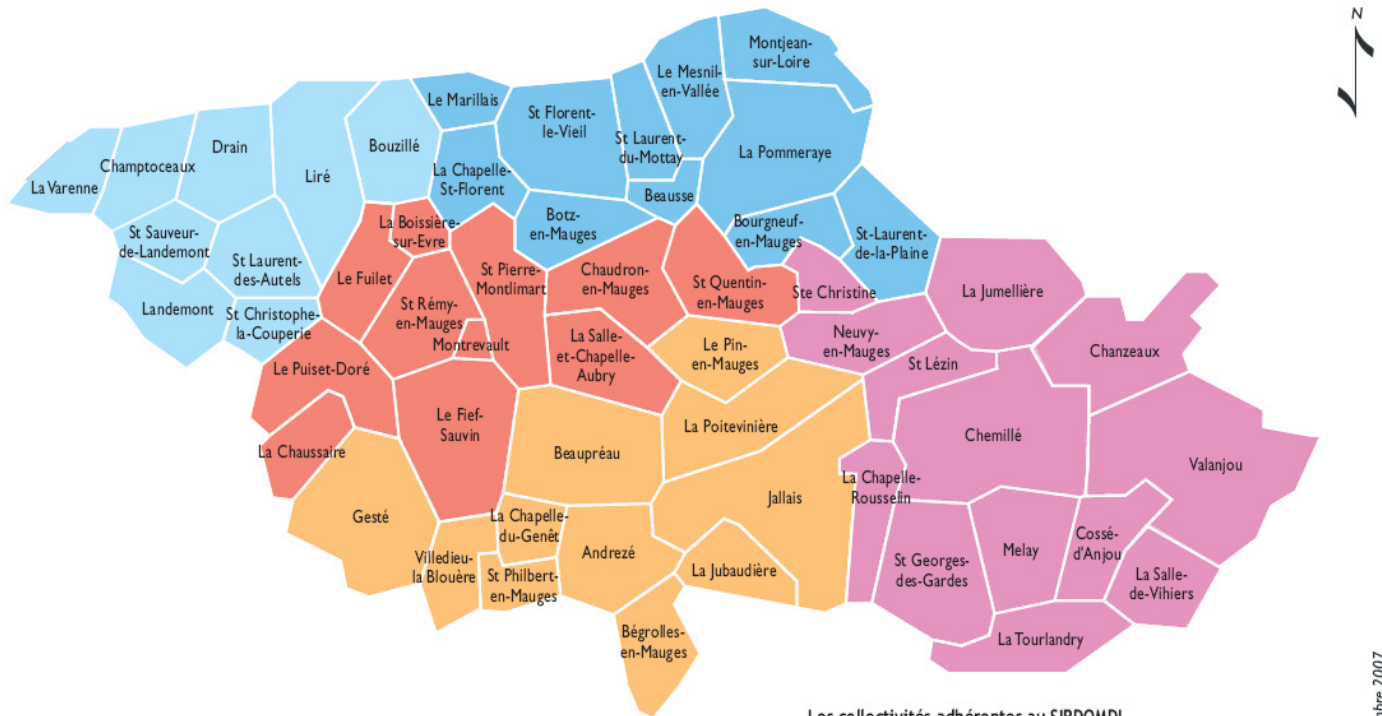 N
Montjean-
sur-Loire
Le Mesnil-
en-Vallée
Le Marillais
St Florent-
le-Vieil
St Laurent-
du-Mottay
La Pommeraye
Drain
Bouzillé
Champtoceaux
La Varenne
Liré
La Chapelle-
St-Florent
Beausse
Botz-
en-Mauges
Bourgneuf-
en-Mauges
St-Laurent-
de-la-Plaine
St Sauveur-
de-Landemont
La Boissière-
sur-Evre
St Laurent-
des-Autels
Le Fuilet
St Pierre-
Montlimart
Chaudron-
en-Mauges
St Quentin-
en-Mauges
Ste Christine
La Jumellière
Landemont
St Christophe-
la-Couperie
St Rémy-
en-Mauges
Montrevault
La Salle-
et-Chapelle-
Aubry
Le Pin-
en-Mauges
Neuvy-
en-Mauges
St Lézin
Chanzeaux
Le Puiset-Doré
Le Fief-
Sauvin
La Poitevinière
Chemillé
La Chaussaire
Beaupréau
Valanjou
La Chapelle-
Rousselin
Jallais
Gesté
La Chapelle-
du-Genêt
Villedieu-
la Blouère
Andrezé
St Philbert-
en-Mauges
La Jubaudière
St Georges-
des-Gardes
Melay
Cossé-
d'Anjou
La Salle-
de-Vihiers
Bégrolles-
en-Mauges
La Tourlandry
Les collectivités adhérentes au SIRDOMDI
2007